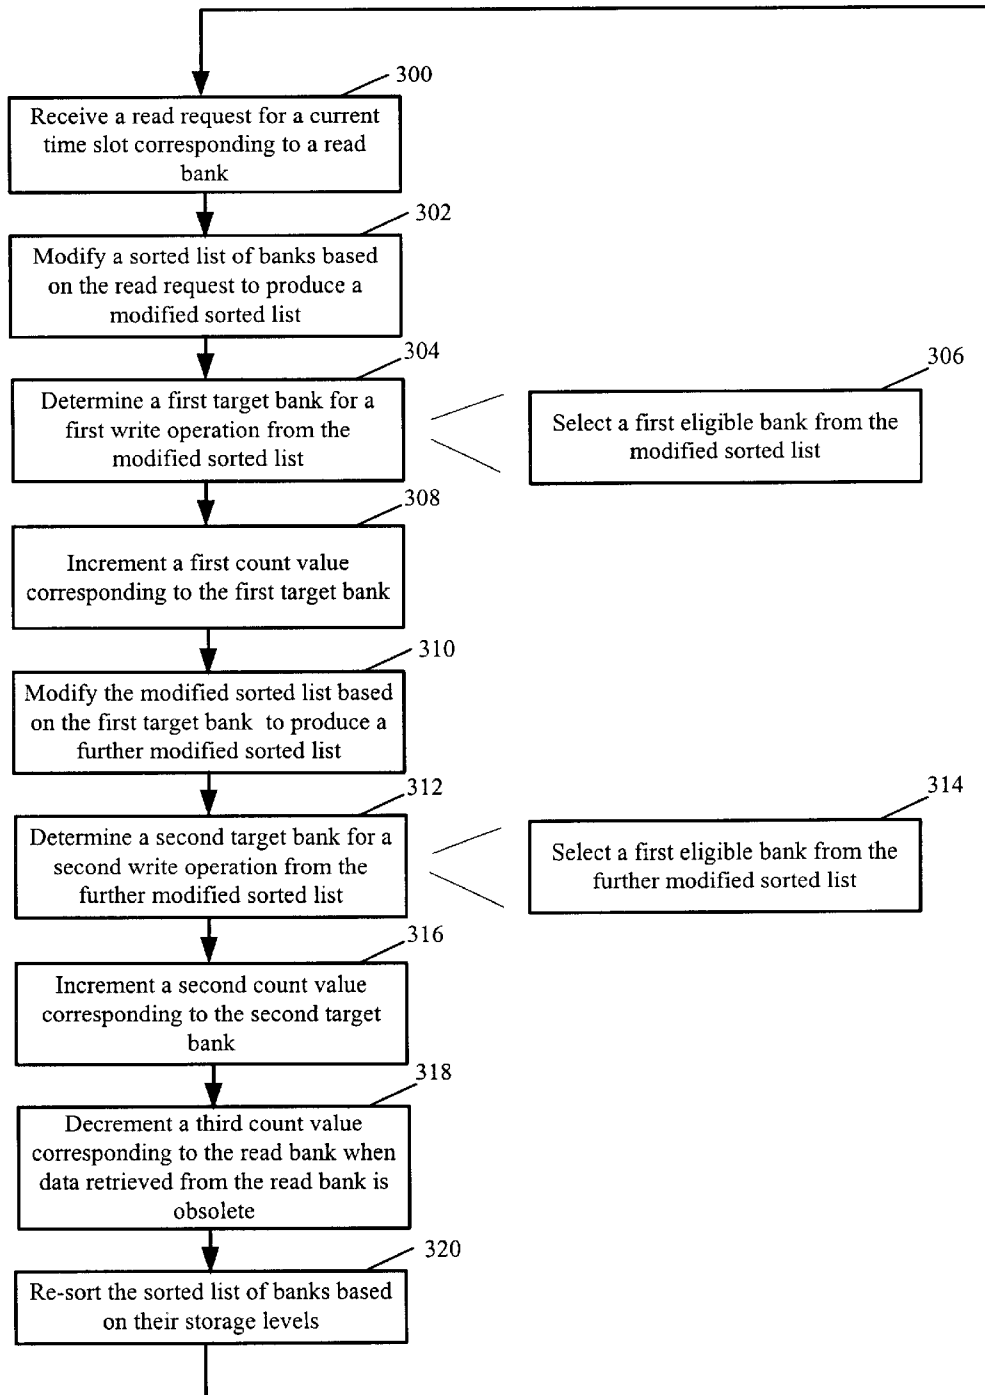 300
Receive a read request for a current
time slot corresponding to a read
bank
302
Modify a sorted list of banks based
on the read request to produce a
modified sorted list
304
Determine a first target bank for a
first write operation from the
modified sorted list
306
Select a first eligible bank from the
modified sorted list
308
Increment a first count value
corresponding to the first target bank
310
Modify the modified sorted list based
on the first target bank to produce a
further modified sorted list
312
Determine a second target bank for a
second write operation from the
further modified sorted list
314
Select a first eligible bank from the
further modified sorted list
316
Increment a second count value
corresponding to the second target
bank
318
Decrement a third count value
corresponding to the read bank when
data retrieved from the read bank is
obsolete
320
Re-sort the sorted list of banks based
on their storage levels